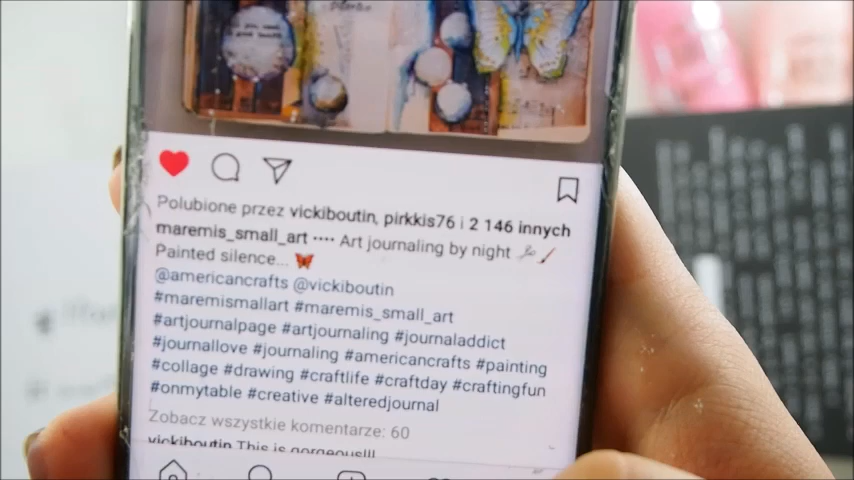 Polubione przez vickiboutin, pirkkis76 i 2 146 innych
maremis_small_art •••• Art journaling by night ✂️🖌️
Painted silence... 🦋
@americancrafts @vickiboutin
#maremismallart #maremis_small_art
#artjournalpage #artjournaling #journaladdict
#journallove #journaling #americancrafts #painting
#collage #drawing #craftlife #craftday #craftingfun
#onmytable #creative #alteredjournal
Zobacz wszystkie komentarze: 60
vickiboutin This is gorgeous!!!